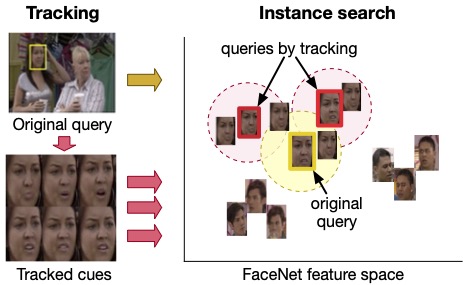 Tracking
Instance search
queries by tracking
Original query
original
query
Tracked cues
FaceNet feature space